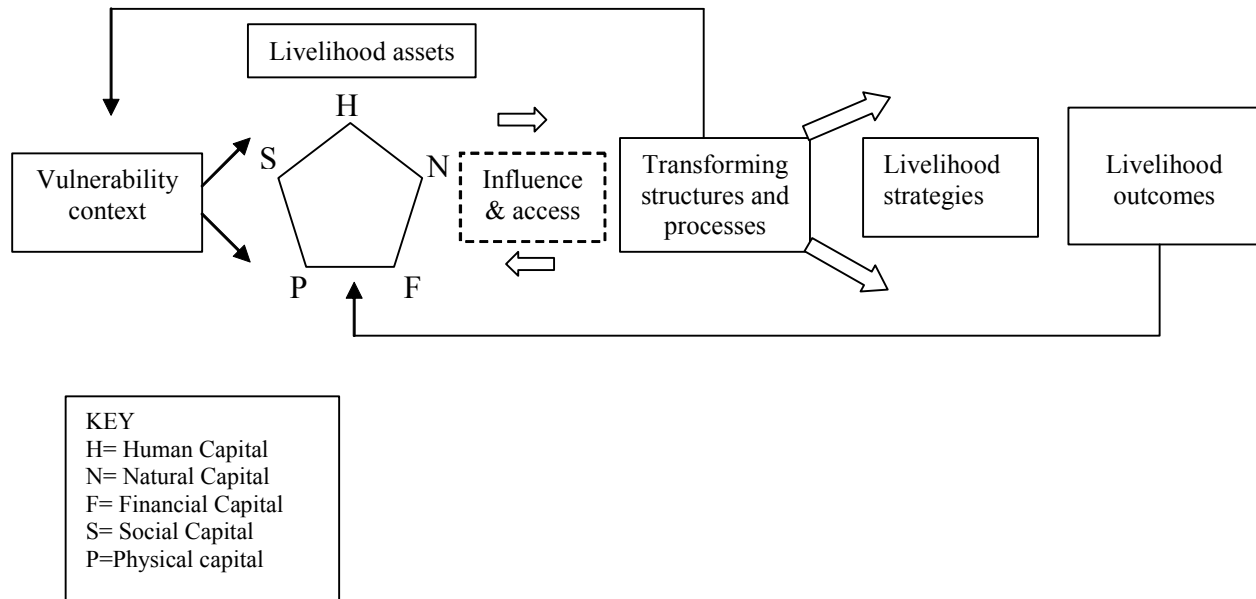 Livelihood assets
H
S
N
P
F
Vulnerability
context
Influence
& access
Transforming
structures and
processes
Livelihood
strategies
Livelihood
outcomes
KEY
H= Human Capital
N= Natural Capital
F= Financial Capital
S= Social Capital
P=Physical capital